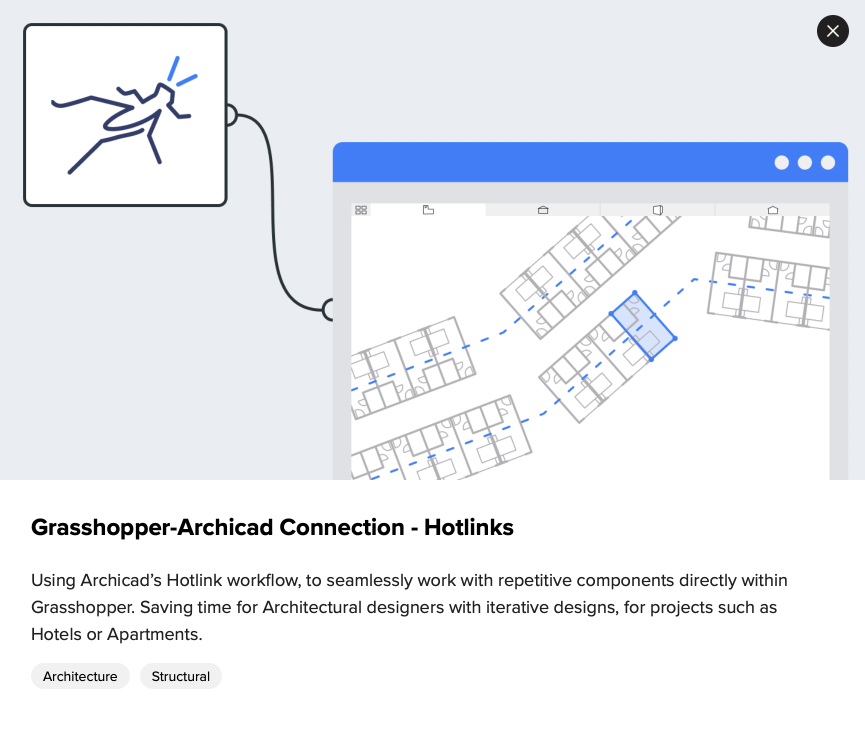 Grasshopper-Archicad Connection - Hotlinks
Using Archicad’s Hotlink workflow, to seamlessly work with repetitive components directly within
Grasshopper. Saving time for Architectural designers with iterative designs, for projects such as
Hotels or Apartments.
Architecture
Structural